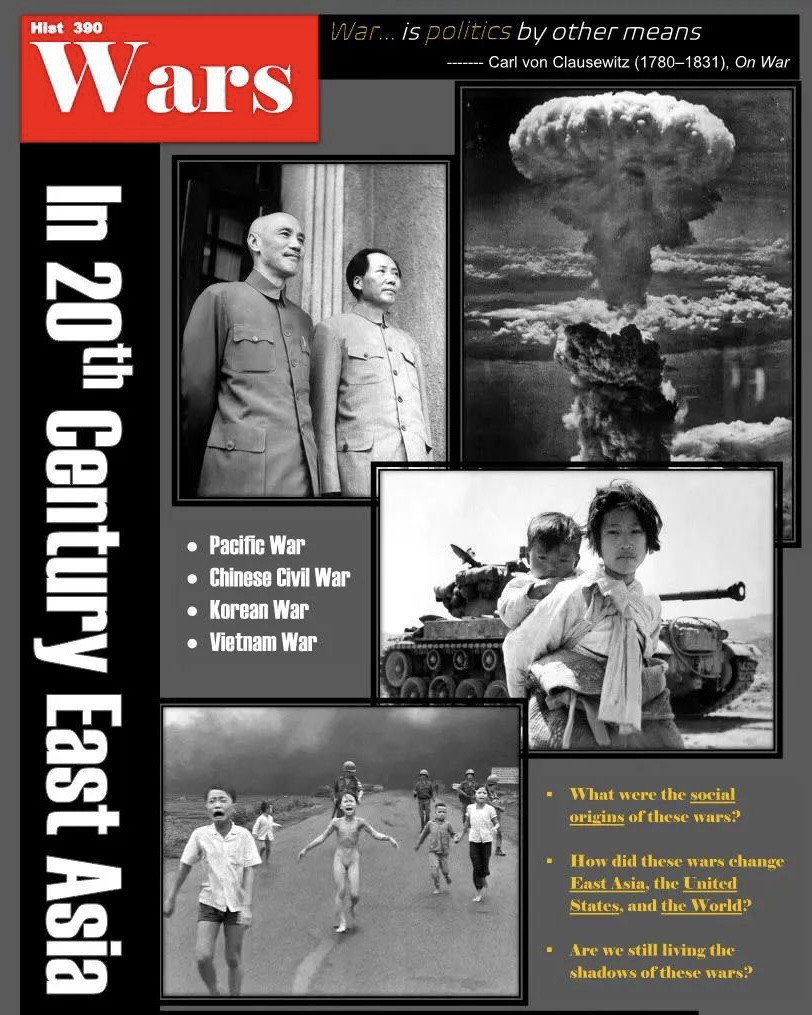 Hist 390
Wars
In 20th Century East Asia
War... is politics by other means
------- Carl von Clausewitz (1780–1831), On War
• Pacific War
• Chinese Civil War
• Korean War
• Vietnam War
▪ What were the social
origins of these wars?
▪ How did these wars change
East Asia, the United
States, and the World?
▪ Are we still living the
shadows of these wars?